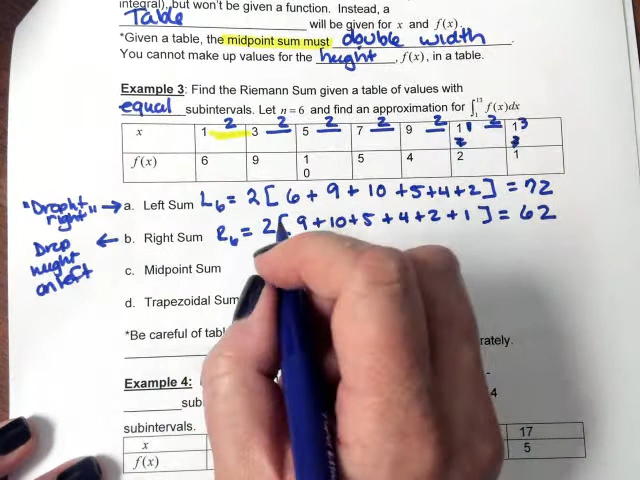 integral), but won't be given a function. Instead, a
Table will be given for x and f(x).
*Given a table, the midpoint sum must double width.
You cannot make up values for the height, f(x), in a table.
Example 3: Find the Riemann Sum given a table of values with
equal subintervals. Let n = 6 and find an approximation for ∫₁¹³ f(x)dx
2 2 2 2 2 2
x 1 3 5 7 9 11 13
f(x) 6 9 10 5 4 2 1
"Drop ht right" → a. Left Sum L₆ = 2[6+9+10+5+4+2] = 72
Drop height on left ← b. Right Sum R₆ = 2[9+10+5+4+2+1] = 62
c. Midpoint Sum
d. Trapezoidal Sum
*Be careful of rately.
Example 4: 4
sub
subintervals.
x 17
f(x) 5